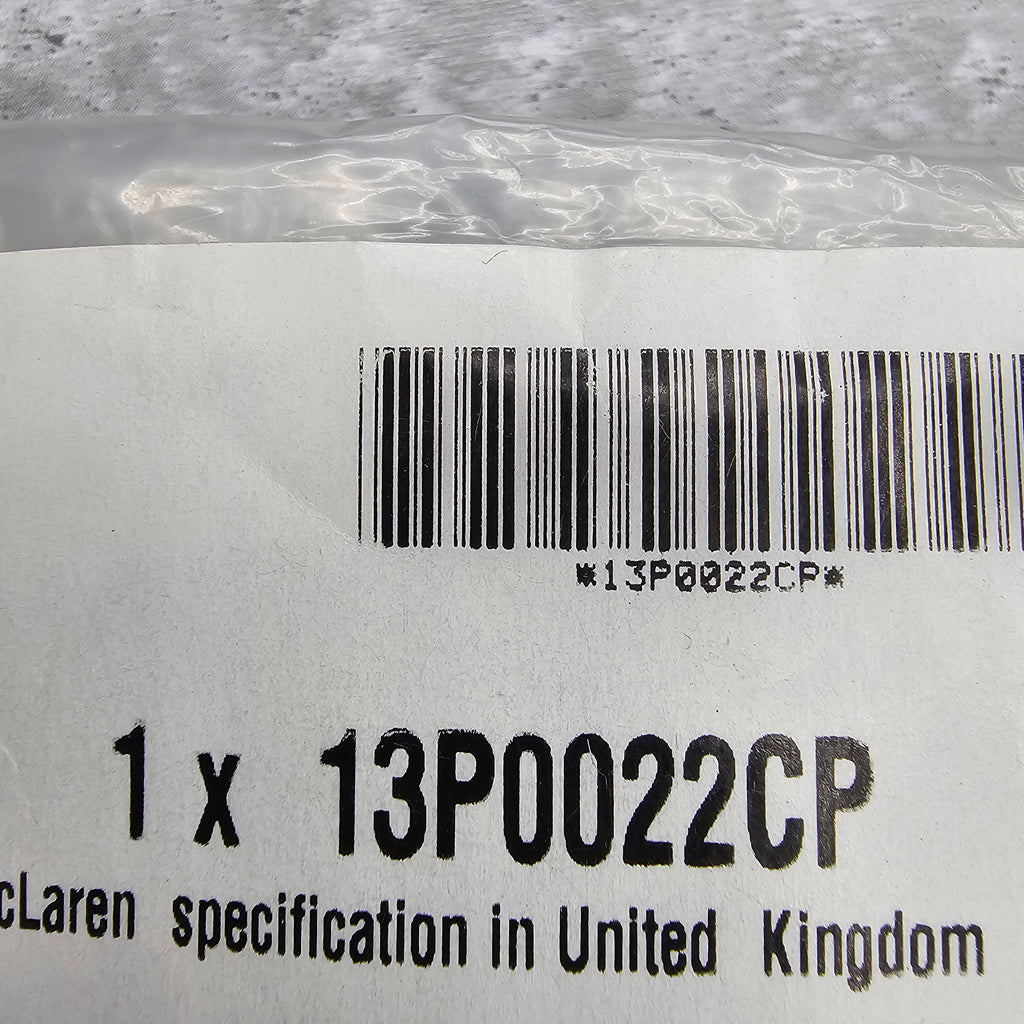 *13P0022CP*
1 x 13P0022CP
cLaren specification in United Kingdom